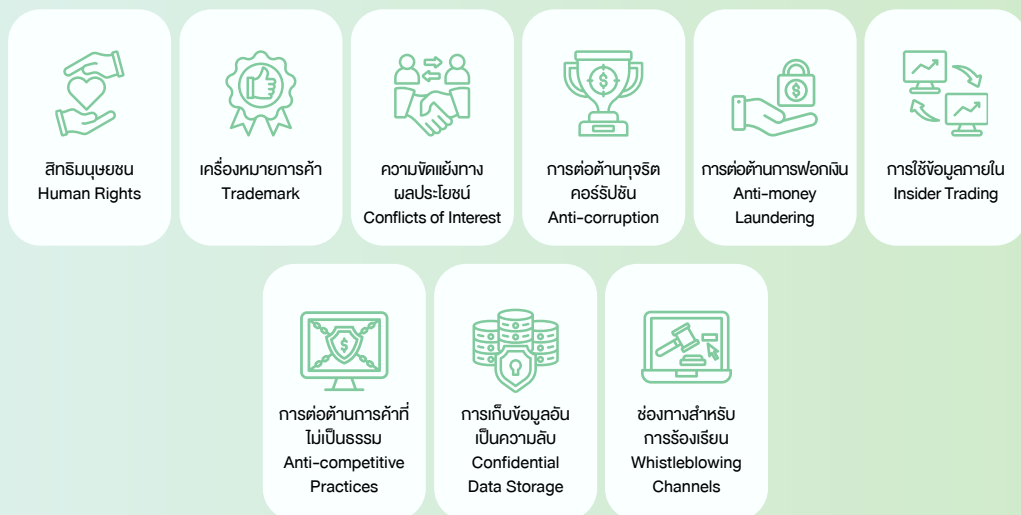 สิทธิมนุษยชน
Human Rights
เครื่องหมายการค้า
Trademark
ความขัดแย้งทาง
ผลประโยชน์
Conflicts of Interest
การต่อต้านทุจริต
คอร์รัปชัน
Anti-corruption
การต่อต้านการฟอกเงิน
Anti-money
Laundering
การใช้ข้อมูลภายใน
Insider Trading
การต่อต้านการค้าที่
ไม่เป็นธรรม
Anti-competitive
Practices
การเก็บข้อมูลอัน
เป็นความลับ
Confidential
Data Storage
ช่องทางสำหรับ
การร้องเรียน
Whistleblowing
Channels